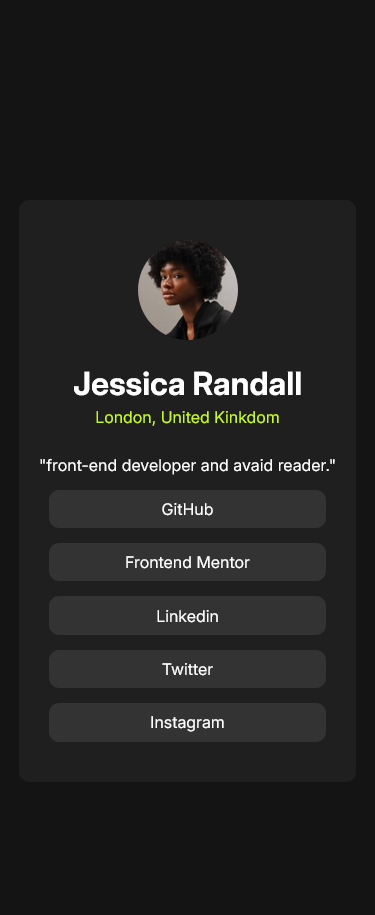 Jessica Randall
London, United Kinkdom
"front-end developer and avaid reader."
GitHub
Frontend Mentor
Linkedin
Twitter
Instagram